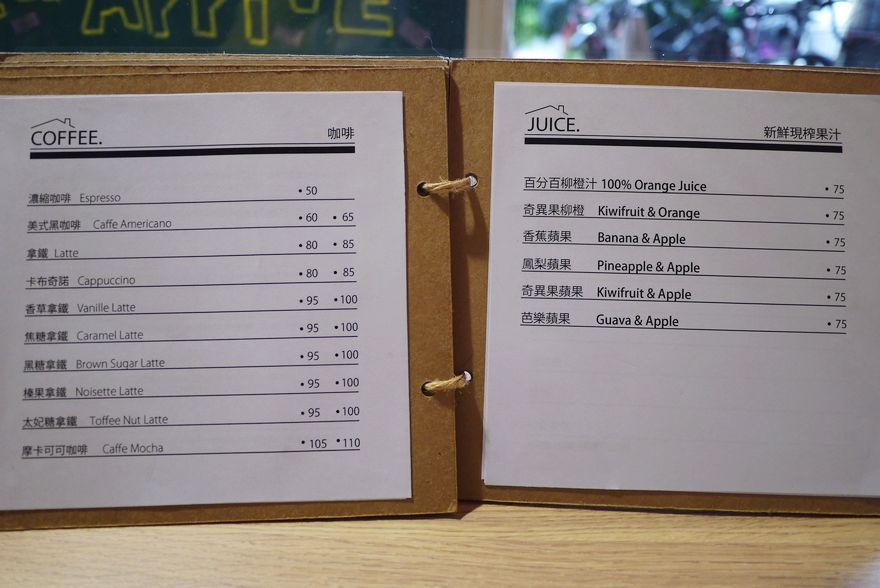 COFFEE. 咖啡
濃縮咖啡 Espresso • 50
美式黑咖啡 Caffe Americano • 60 • 65
拿鐵 Latte • 80 • 85
卡布奇諾 Cappuccino • 80 • 85
香草拿鐵 Vanille Latte • 95 • 100
焦糖拿鐵 Caramel Latte • 95 • 100
黑糖拿鐵 Brown Sugar Latte • 95 • 100
榛果拿鐵 Noisette Latte • 95 • 100
太妃糖拿鐵 Toffee Nut Latte • 95 • 100
摩卡可可咖啡 Caffe Mocha • 105 • 110
JUICE. 新鮮現榨果汁
百分百柳橙汁 100% Orange Juice • 75
奇異果柳橙 Kiwifruit & Orange • 75
香蕉蘋果 Banana & Apple • 75
鳳梨蘋果 Pineapple & Apple • 75
奇異果蘋果 Kiwifruit & Apple • 75
芭樂蘋果 Guava & Apple • 75